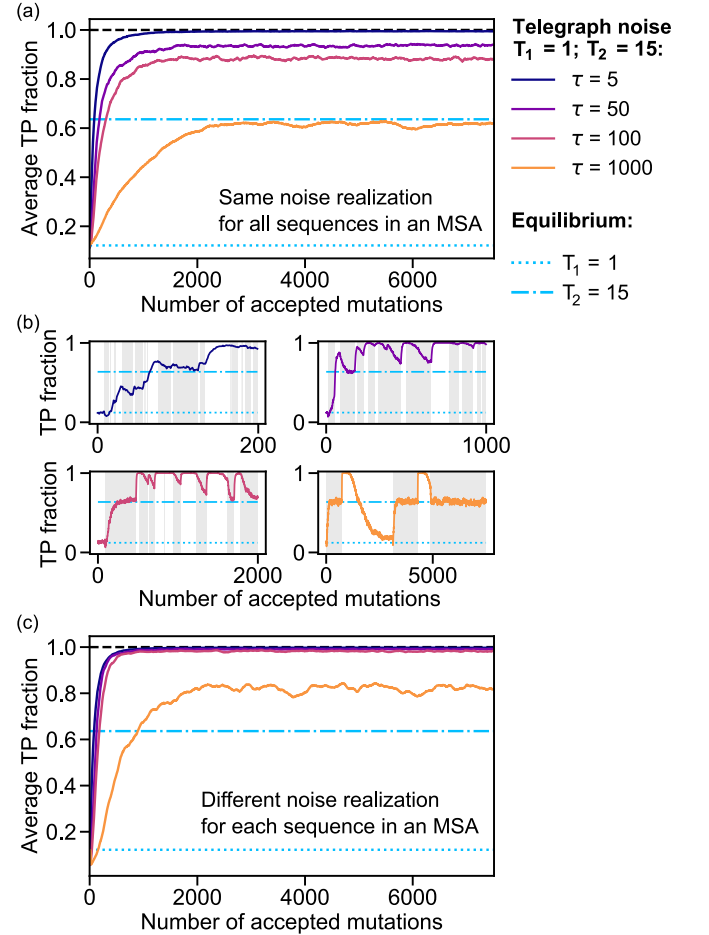 (a)
1.0
0.8
0.6
0.4
0.2
Average TP fraction
Same noise realization
for all sequences in an MSA
0
2000
4000
6000
Number of accepted mutations
Telegraph noise
T1 = 1; T2 = 15:
τ = 5
τ = 50
τ = 100
τ = 1000
Equilibrium:
T1 = 1
T2 = 15
(b)
TP fraction
1
0
0
200
1
0
0
1000
TP fraction
1
0
0
2000
1
0
0
5000
Number of accepted mutations
(c)
1.0
0.8
0.6
0.4
0.2
Average TP fraction
Different noise realization
for each sequence in an MSA
0
2000
4000
6000
Number of accepted mutations